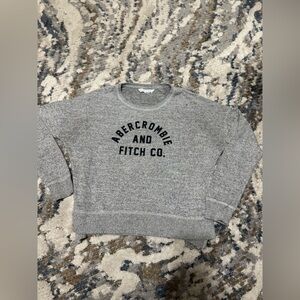 ABERCROMBIE
AND
FITCH CO.